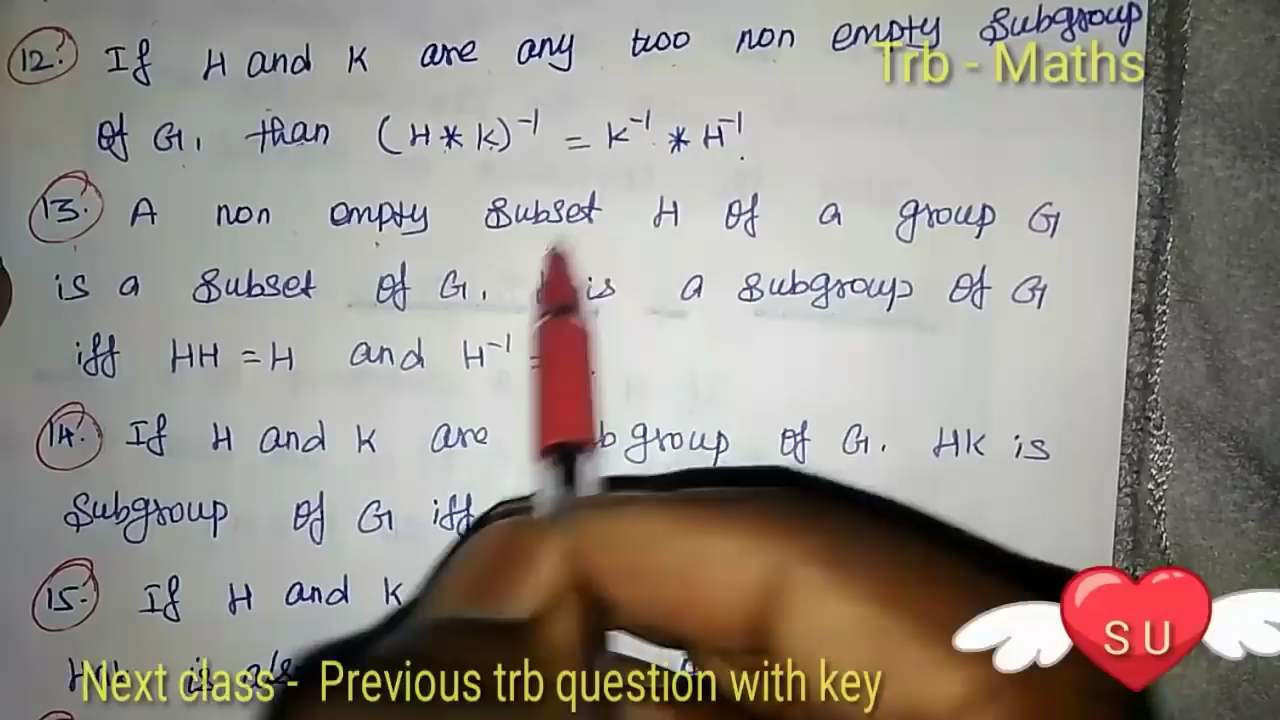 12. If H and K are any two non empty Subgroup
Of G, than (H * K)⁻¹ = K⁻¹ * H⁻¹.
13. A non empty Subset H Of a group G
is a Subset of G. is a Subgroup Of G
iff HH = H and H⁻¹ =
14. If H and K are group Of G. HK is
Subgroup Of G iff
15. If H and K
is
Trb - Maths
S U
Next class - Previous trb question with key